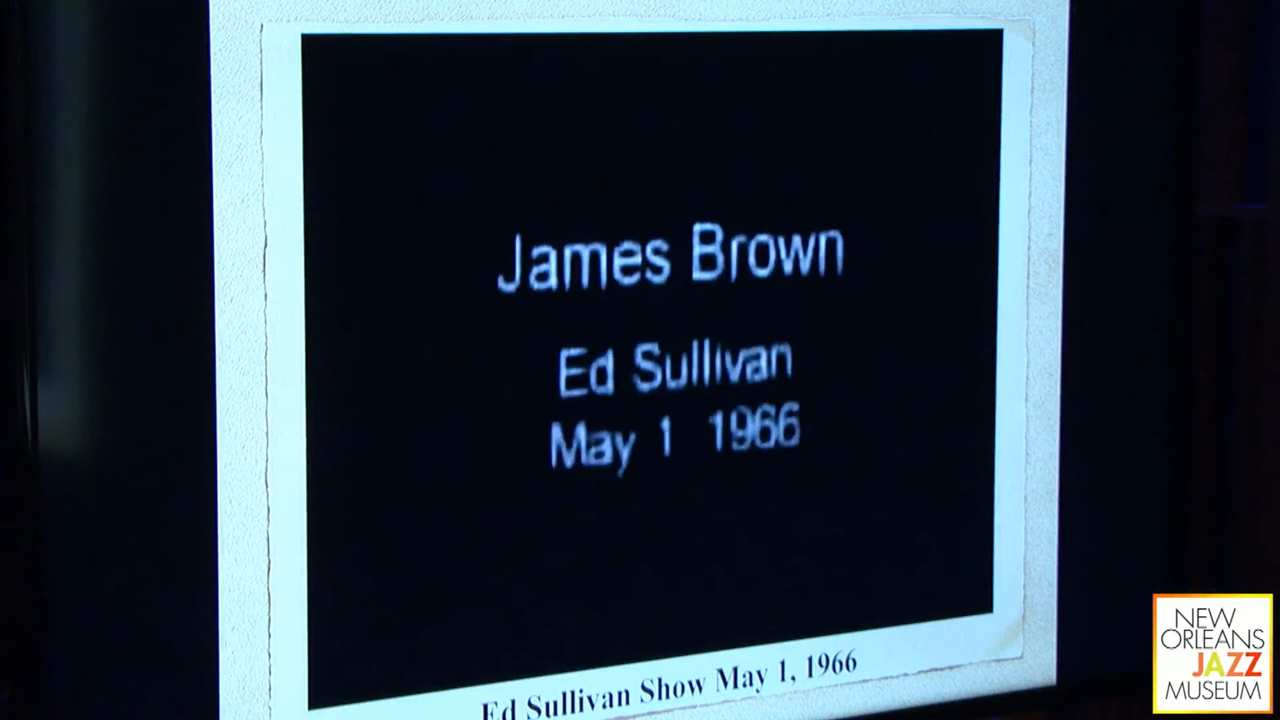 James Brown
Ed Sullivan
May 1 1966
Ed Sullivan Show May 1, 1966
NEW
ORLEANS
JAZZ
MUSEUM